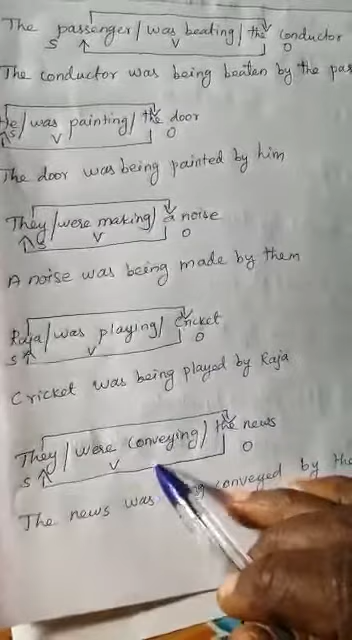 The passenger / was beating / the conductor
S V O
The conductor was being beaten by the pas
He / was painting / the door
S V O
The door was being painted by him
They / were making / a noise
S V O
A noise was being made by them
Raja / was playing / cricket
S V O
Cricket was being played by Raja
They / were conveying / the news
S V O
The news was ng conveyed by the